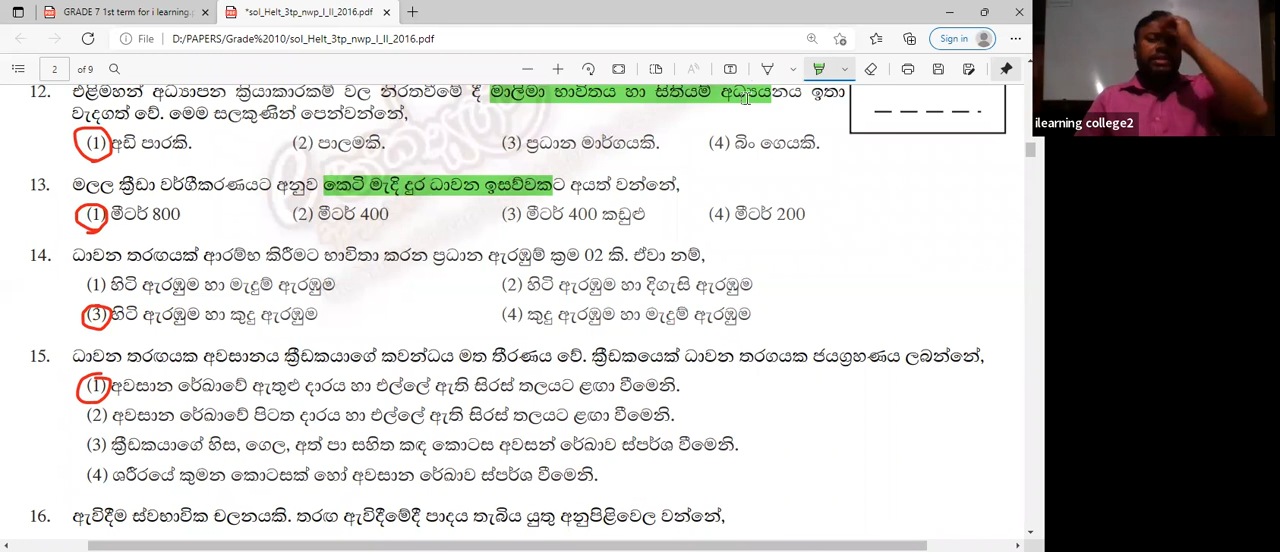 GRADE 7 1st term for i learning.p
*sol_Helt_3tp_nwp_I_II_2016.pdf
File D:/PAPERS/Grade%2010/sol_Helt_3tp_nwp_I_II_2016.pdf
Sign in
2 of 9
12. එළිමහන් අධ්‍යාපන ක්‍රියාකාරකම් වල නිරතවීමේ දී මාලිමා භාවිතය හා සිතියම් අධ්‍යයනය ඉතා
වැදගත් වේ. මෙම සලකුණින් පෙන්වන්නේ,
(1) අඩි පාරකි. (2) පාලමකි. (3) ප්‍රධාන මාර්ගයකි. (4) බිං ගෙයකි.
13. මලල ක්‍රීඩා වර්ගීකරණයට අනුව කෙටි මැදි දුර ධාවන ඉසව්වකට අයත් වන්නේ,
(1) මීටර් 800 (2) මීටර් 400 (3) මීටර් 400 කඩුළු (4) මීටර් 200
14. ධාවන තරඟයක් ආරම්භ කිරීමට භාවිතා කරන ප්‍රධාන ඇරඹුම් ක්‍රම 02 කි. ඒවා නම්,
(1) හිටි ඇරඹුම හා මැදුම් ඇරඹුම (2) හිටි ඇරඹුම හා දිගැසි ඇරඹුම
(3) හිටි ඇරඹුම හා කුදු ඇරඹුම (4) කුදු ඇරඹුම හා මැදුම් ඇරඹුම
15. ධාවන තරඟයක අවසානය ක්‍රීඩකයාගේ කවන්ධය මත තීරණය වේ. ක්‍රීඩකයෙක් ධාවන තරගයක ජයග්‍රහණය ලබන්නේ,
(1) අවසාන රේඛාවේ ඇතුළු දාරය හා එල්ලේ ඇති සිරස් තලයට ළඟා වීමෙනි.
(2) අවසාන රේඛාවේ පිටත දාරය හා එල්ලේ ඇති සිරස් තලයට ළඟා වීමෙනි.
(3) ක්‍රීඩකයාගේ හිස, ගෙල, අත් පා සහිත කඳ කොටස අවසන් රේඛාව ස්පර්ශ වීමෙනි.
(4) ශරීරයේ කුමන කොටසක් හෝ අවසාන රේඛාව ස්පර්ශ වීමෙනි.
16. ඇවිදීම ස්වභාවික චලනයකි. තරඟ ඇවිදීමේදී පාදය තැබිය යුතු අනුපිළිවෙල වන්නේ,
ilearning college2